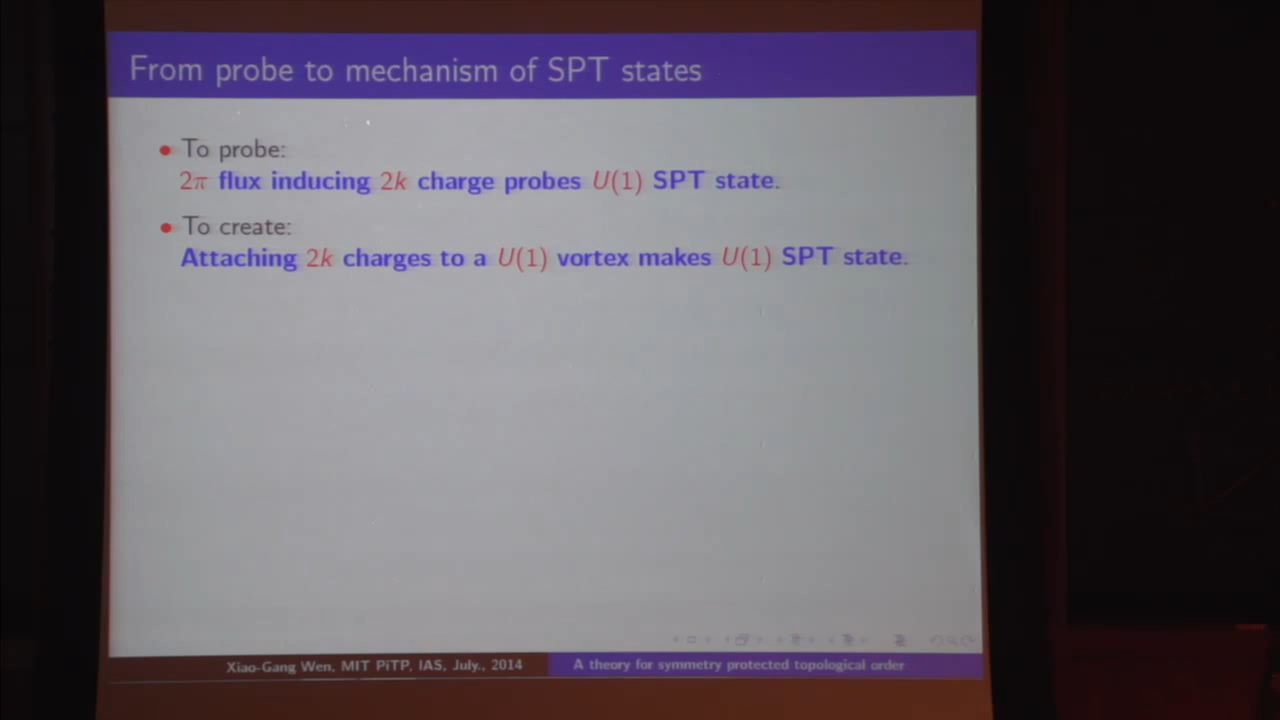 From probe to mechanism of SPT states
• To probe:
2π flux inducing 2k charge probes U(1) SPT state.
• To create:
Attaching 2k charges to a U(1) vortex makes U(1) SPT state.
Xiao-Gang Wen, MIT PiTP, IAS, July., 2014
A theory for symmetry protected topological order